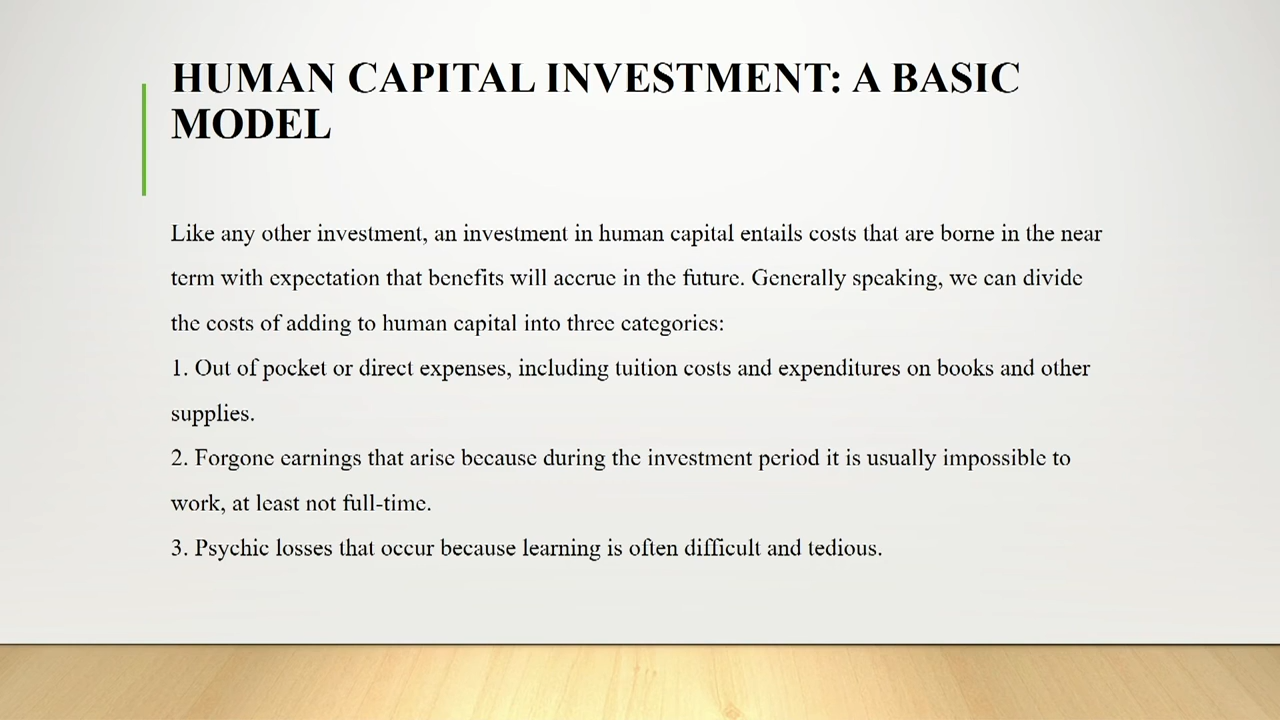 HUMAN CAPITAL INVESTMENT: A BASIC
MODEL
Like any other investment, an investment in human capital entails costs that are borne in the near
term with expectation that benefits will accrue in the future. Generally speaking, we can divide
the costs of adding to human capital into three categories:
1. Out of pocket or direct expenses, including tuition costs and expenditures on books and other
supplies.
2. Forgone earnings that arise because during the investment period it is usually impossible to
work, at least not full-time.
3. Psychic losses that occur because learning is often difficult and tedious.